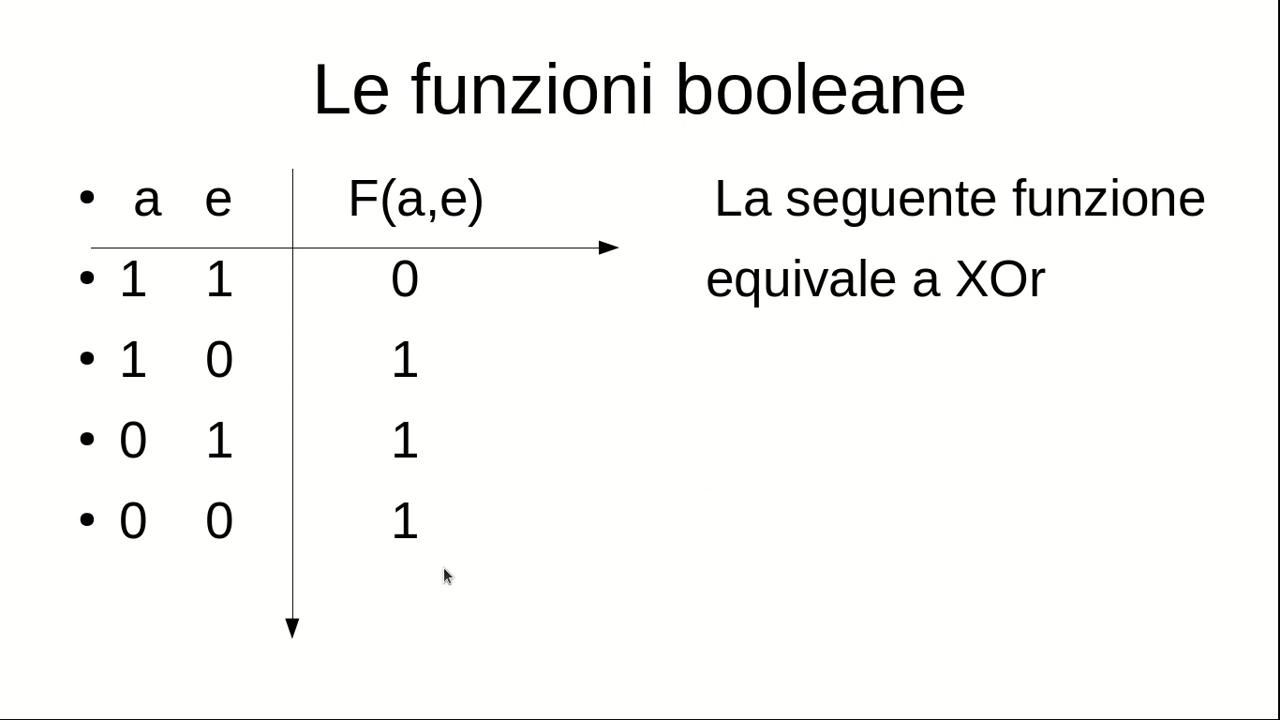 Le funzioni booleane
• a e F(a,e) La seguente funzione
• 1 1 0 equivale a XOr
• 1 0 1
• 0 1 1
• 0 0 1